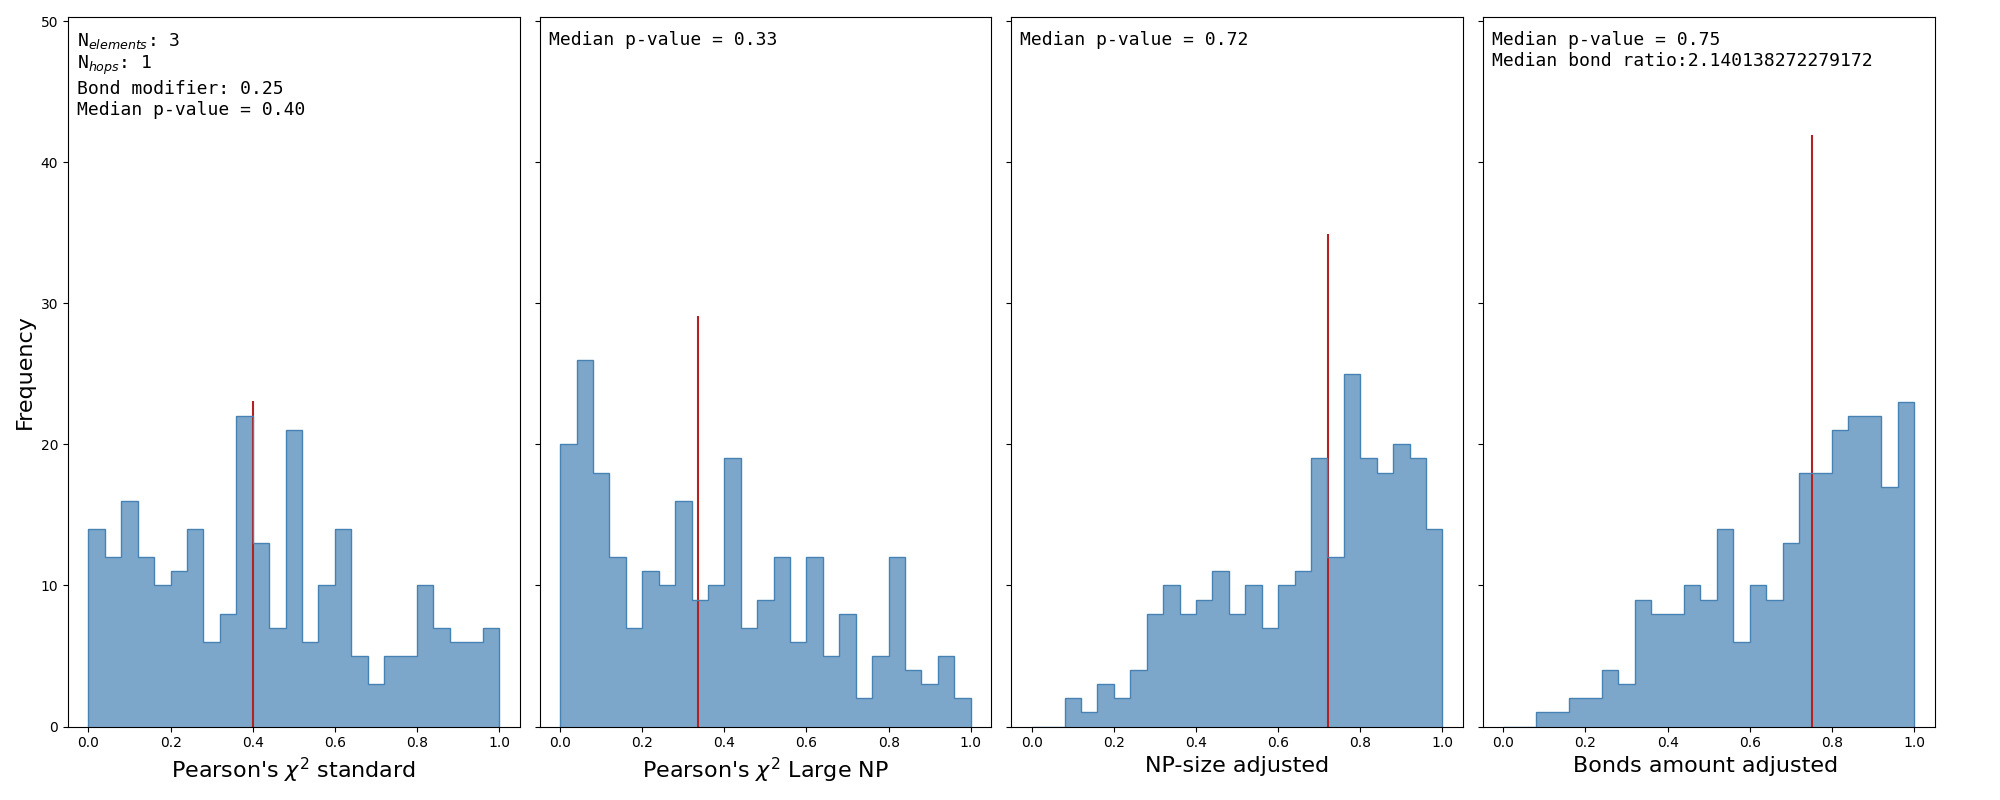 N_elements: 3
N_hops: 1
Bond modifier: 0.25
Median p-value = 0.40
Median p-value = 0.33
Median p-value = 0.72
Median p-value = 0.75
Median bond ratio:2.140138272279172
Frequency
50
40
30
20
10
0
0.0 0.2 0.4 0.6 0.8 1.0
0.0 0.2 0.4 0.6 0.8 1.0
0.0 0.2 0.4 0.6 0.8 1.0
0.0 0.2 0.4 0.6 0.8 1.0
Pearson's χ² standard
Pearson's χ² Large NP
NP-size adjusted
Bonds amount adjusted